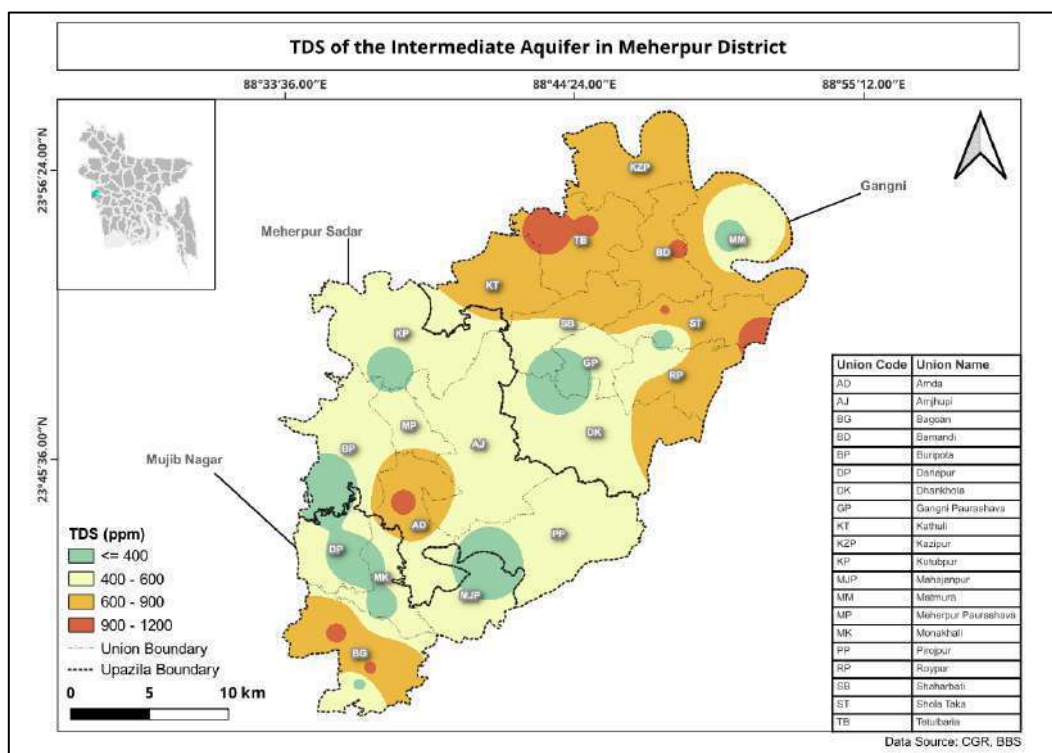 TDS of the Intermediate Aquifer in Meherpur District
88°33'36.00"E 88°44'24.00"E 88°55'12.00"E
23°56'24.00"N
23°45'36.00"N
Gangni
Meherpur Sadar
Mujib Nagar
KZP
TB
MM
BD
KT
SB
ST
KP
GP
RP
MP
AJ
DK
BP
AD
PP
DP
MK
MJP
BG
TDS (ppm)
<= 400
400 - 600
600 - 900
900 - 1200
Union Boundary
Upazila Boundary
0 5 10 km
Union Code Union Name
AD Amda
AJ Amjhupi
BG Bagoan
BD Bamandi
BP Buripota
DP Dariapur
DK Dhankhola
GP Gangni Paurashava
KT Kathuli
KZP Kazipur
KP Kutubpur
MJP Mahajanpur
MM Matmura
MP Meherpur Paurashava
MK Monakhali
PP Pirojpur
RP Roypur
SB Shaharbati
ST Shola Taka
TB Tetulbaria
Data Source: CGR, BBS